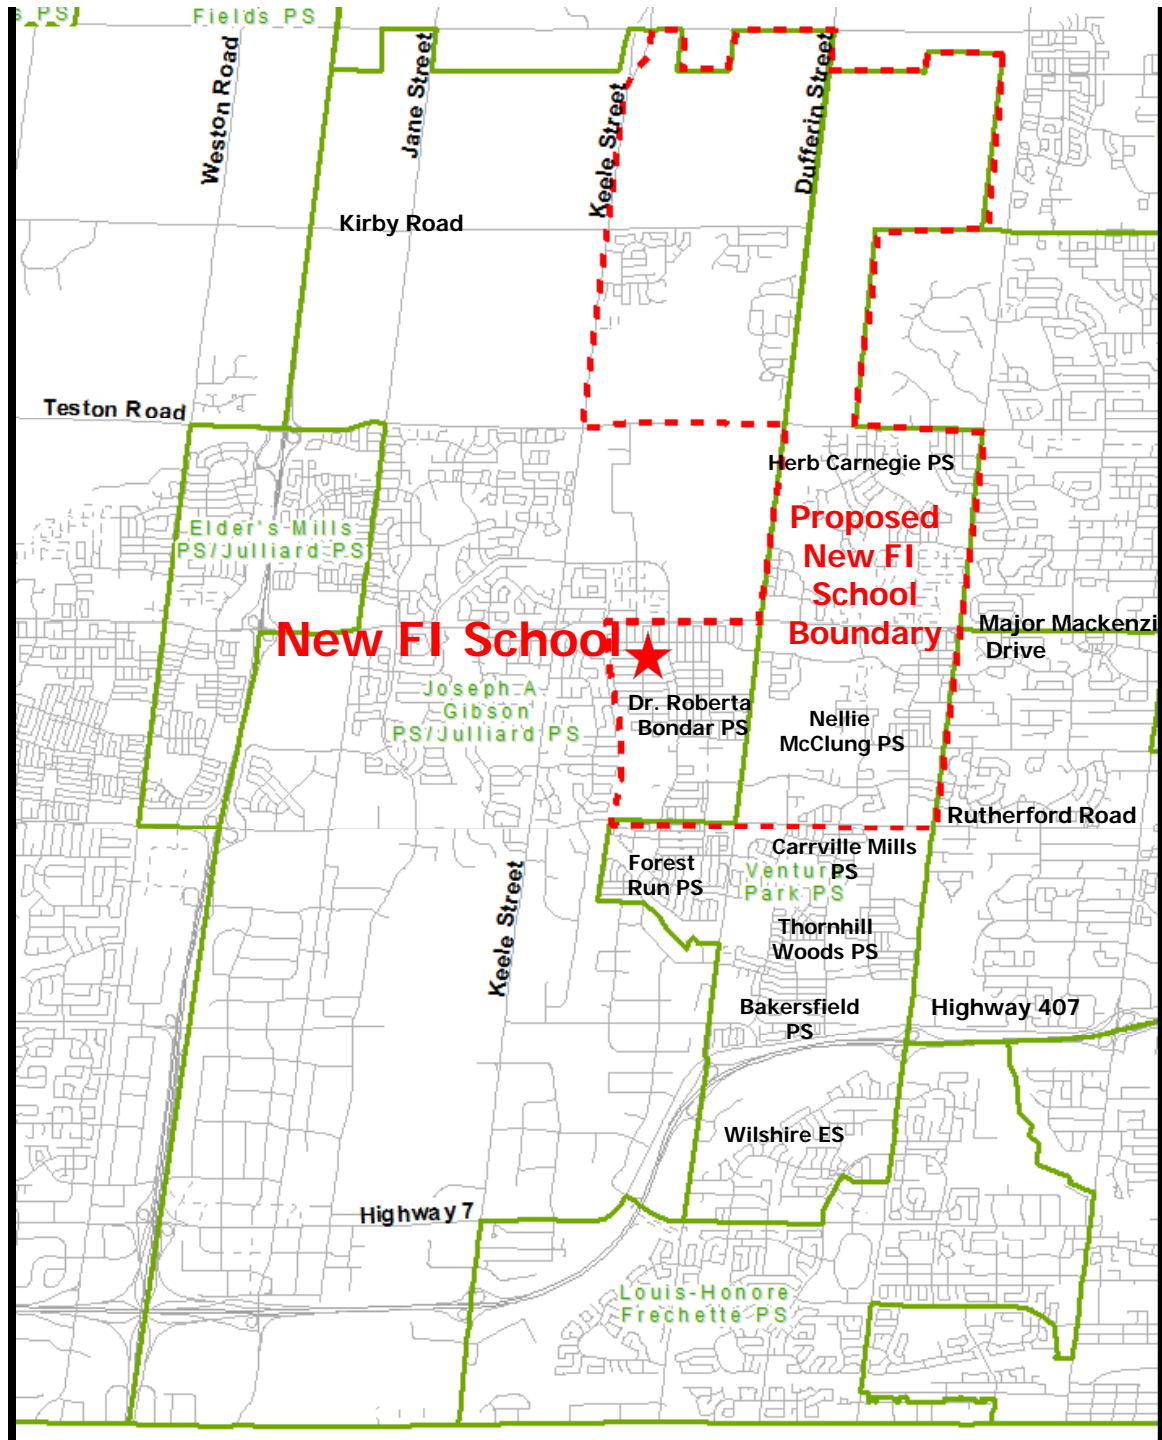 s PS
Fields PS
Weston Road
Jane Street
Keele Street
Dufferin Street
Kirby Road
Teston Road
Herb Carnegie PS
Proposed
New FI
School
Boundary
Elder's Mills
PS/Julliard PS
New FI School
Major Mackenzi
Drive
Joseph A.
Gibson
PS/Julliard PS
Dr. Roberta
Bondar PS
Nellie
McClung PS
Rutherford Road
Carrville Mills
PS
Forest
Run PS
Ventur
Park PS
Keele Street
Thornhill
Woods PS
Bakersfield
PS
Highway 407
Wilshire ES
Highway 7
Louis-Honore
Frechette PS